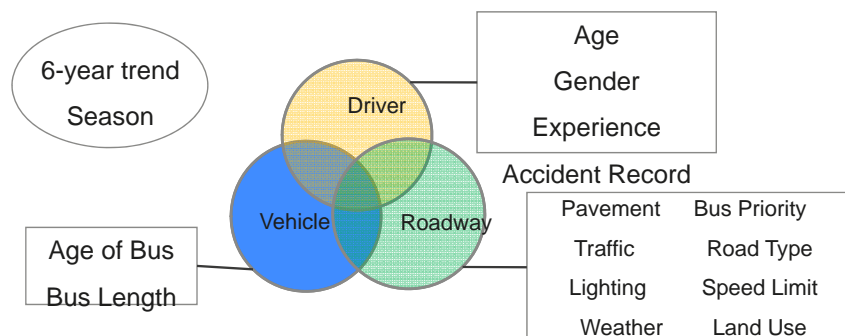 6-year trend
Season
Driver
Vehicle
Roadway
Age
Gender
Experience
Accident Record
Pavement Bus Priority
Traffic Road Type
Lighting Speed Limit
Weather Land Use
Age of Bus
Bus Length